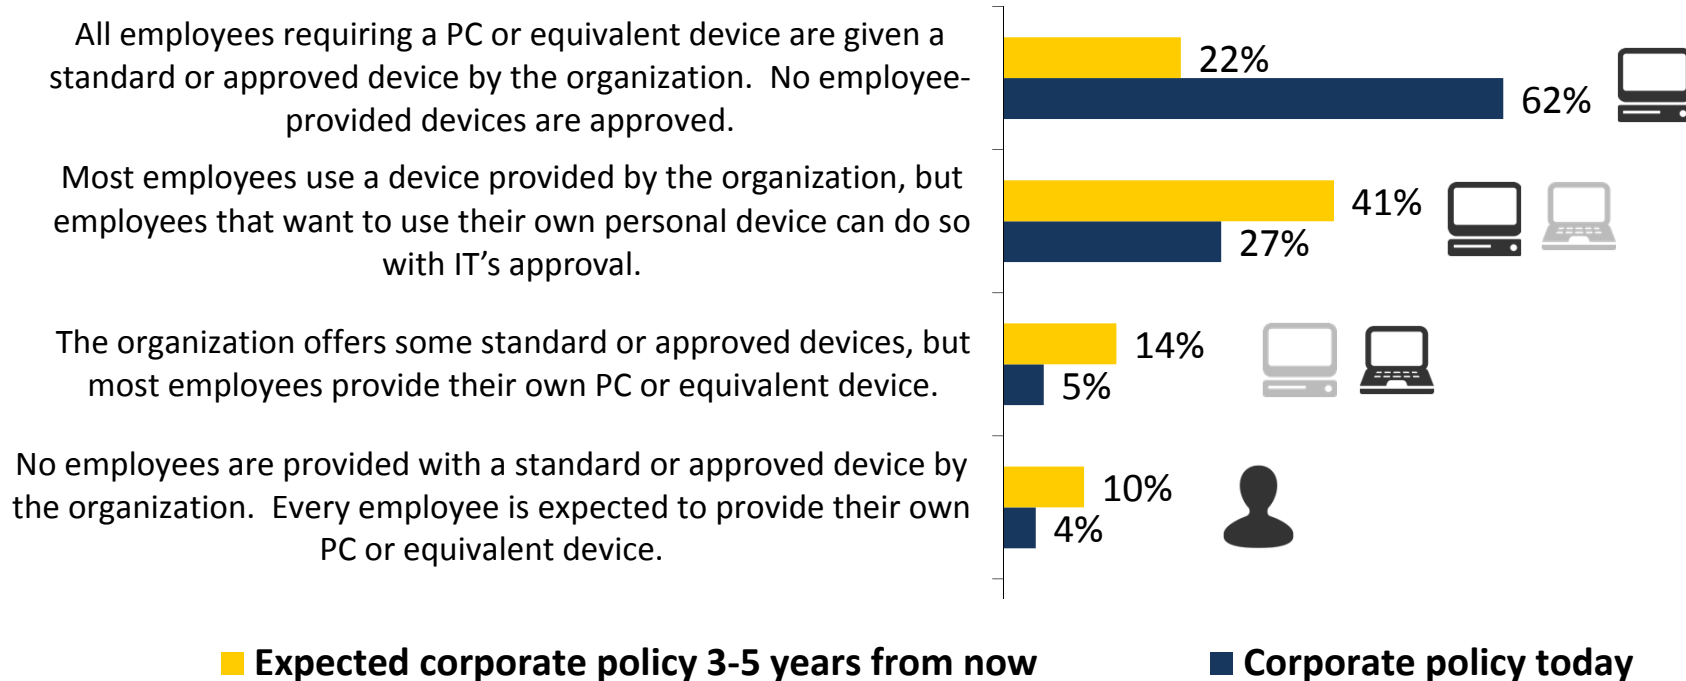 All employees requiring a PC or equivalent device are given a
standard or approved device by the organization.  No employee-
provided devices are approved.
22%
62%
Most employees use a device provided by the organization, but
employees that want to use their own personal device can do so
with IT’s approval.
41%
27%
The organization offers some standard or approved devices, but
most employees provide their own PC or equivalent device.
14%
5%
No employees are provided with a standard or approved device by
the organization.  Every employee is expected to provide their own
PC or equivalent device.
10%
4%
Expected corporate policy 3-5 years from now
Corporate policy today